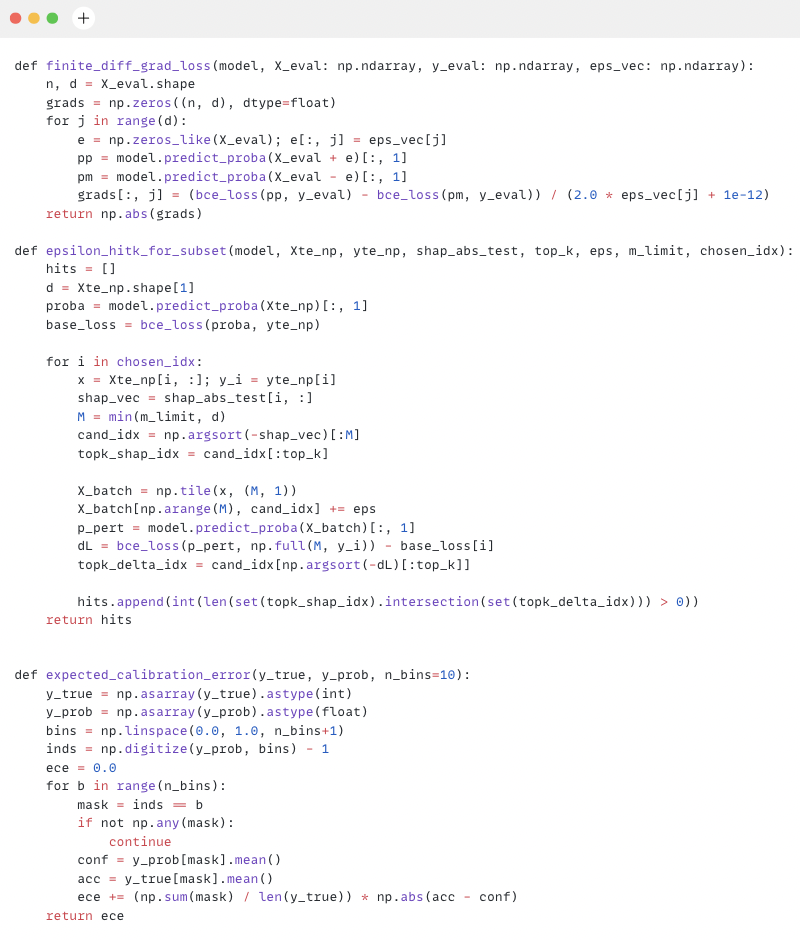 def finite_diff_grad_loss(model, X_eval: np.ndarray, y_eval: np.ndarray, eps_vec: np.ndarray):
    n, d = X_eval.shape
    grads = np.zeros((n, d), dtype=float)
    for j in range(d):
        e = np.zeros_like(X_eval); e[:, j] = eps_vec[j]
        pp = model.predict_proba(X_eval + e)[:, 1]
        pm = model.predict_proba(X_eval - e)[:, 1]
        grads[:, j] = (bce_loss(pp, y_eval) - bce_loss(pm, y_eval)) / (2.0 * eps_vec[j] + 1e-12)
    return np.abs(grads)

def epsilon_hitk_for_subset(model, Xte_np, yte_np, shap_abs_test, top_k, eps, m_limit, chosen_idx):
    hits = []
    d = Xte_np.shape[1]
    proba = model.predict_proba(Xte_np)[:, 1]
    base_loss = bce_loss(proba, yte_np)

    for i in chosen_idx:
        x = Xte_np[i, :]; y_i = yte_np[i]
        shap_vec = shap_abs_test[i, :]
        M = min(m_limit, d)
        cand_idx = np.argsort(-shap_vec)[:M]
        topk_shap_idx = cand_idx[:top_k]

        X_batch = np.tile(x, (M, 1))
        X_batch[np.arange(M), cand_idx] += eps
        p_pert = model.predict_proba(X_batch)[:, 1]
        dL = bce_loss(p_pert, np.full(M, y_i)) - base_loss[i]
        topk_delta_idx = cand_idx[np.argsort(-dL)[:top_k]]

        hits.append(int(len(set(topk_shap_idx).intersection(set(topk_delta_idx))) > 0))
    return hits


def expected_calibration_error(y_true, y_prob, n_bins=10):
    y_true = np.asarray(y_true).astype(int)
    y_prob = np.asarray(y_prob).astype(float)
    bins = np.linspace(0.0, 1.0, n_bins+1)
    inds = np.digitize(y_prob, bins) - 1
    ece = 0.0
    for b in range(n_bins):
        mask = inds == b
        if not np.any(mask):
            continue
        conf = y_prob[mask].mean()
        acc = y_true[mask].mean()
        ece += (np.sum(mask) / len(y_true)) * np.abs(acc - conf)
    return ece